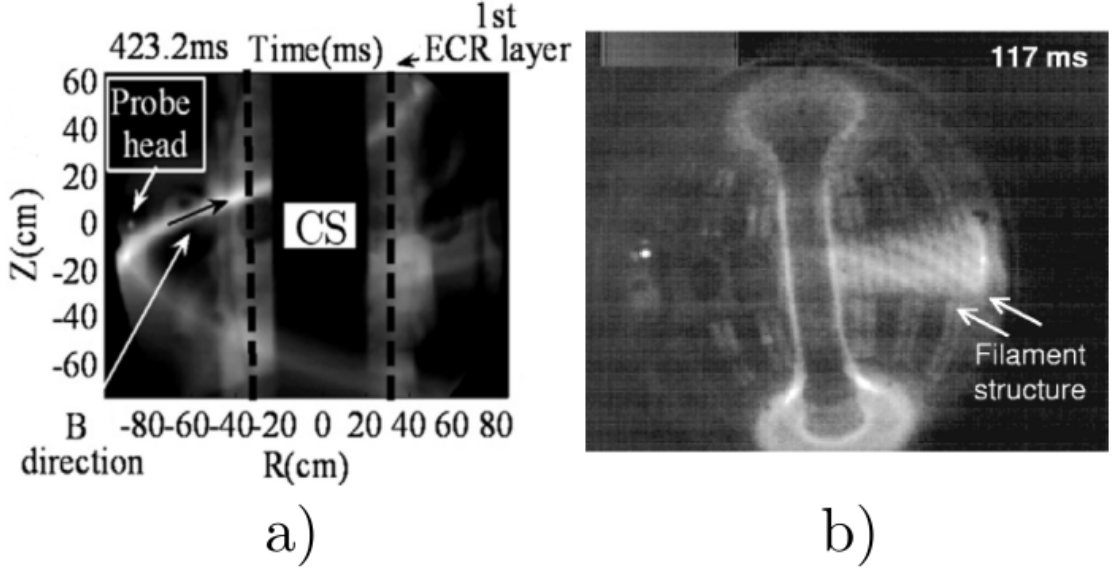 1st
423.2ms Time(ms) ECR layer
Probe
head
CS
Z(cm)
60
40
20
0
-20
-40
-60
B
direction
-80 -60 -40 -20 0 20 40 60 80
R(cm)
a)
117 ms
Filament
structure
b)